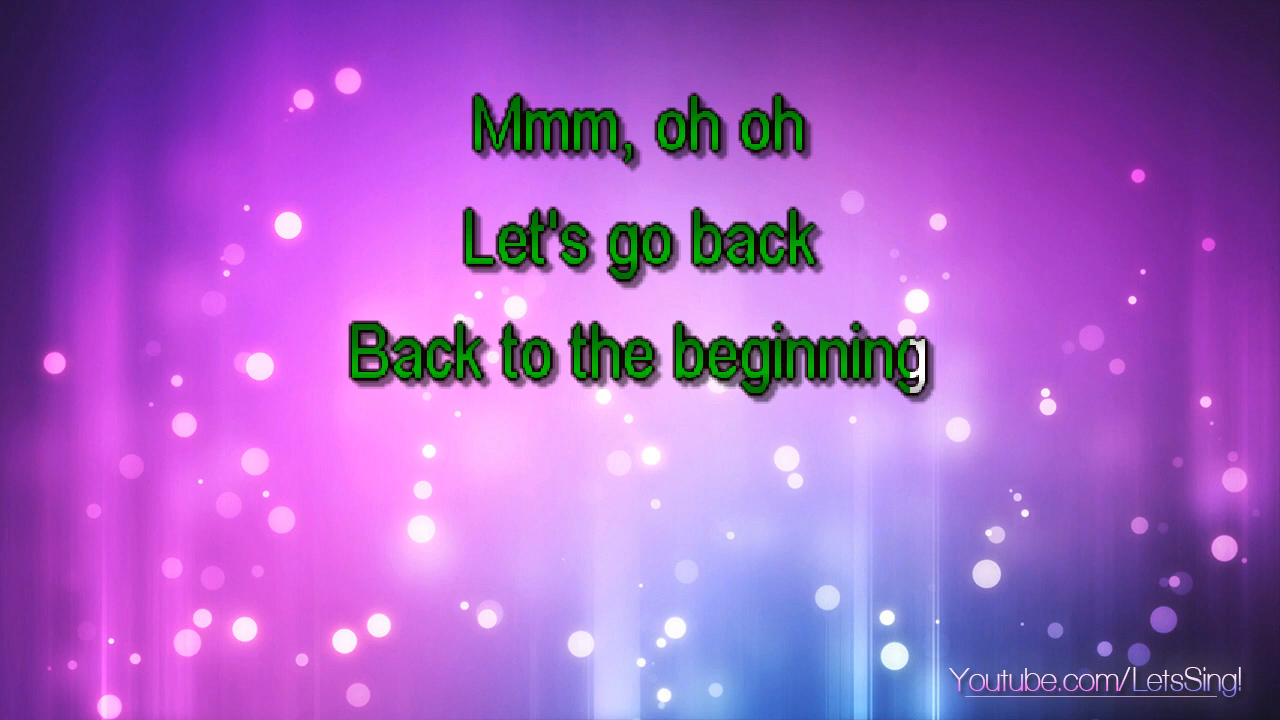 Mmm, oh oh
Let's go back
Back to the beginning
Youtube.com/LetsSing!